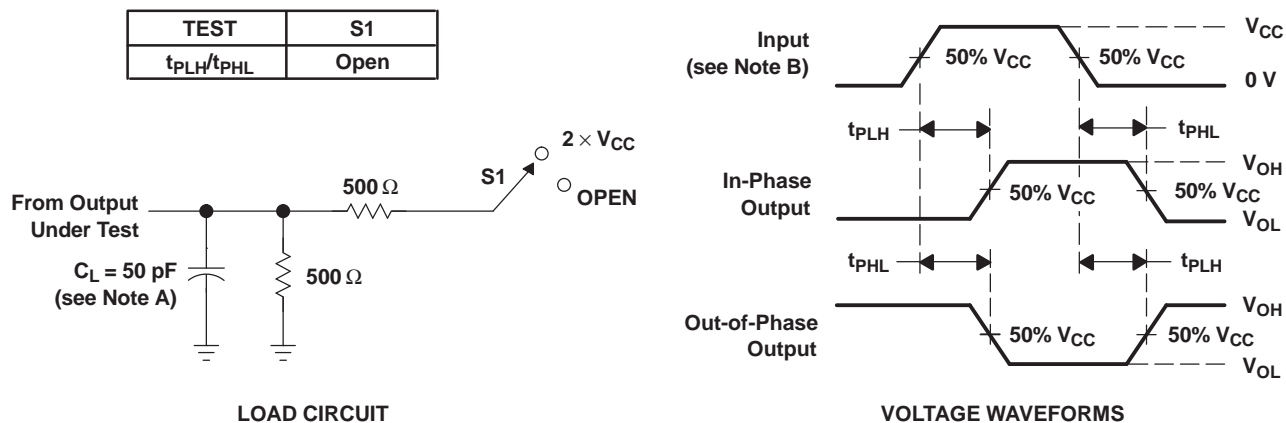 TEST S1
tPLH/tPHL Open
From Output
Under Test
CL = 50 pF
(see Note A)
500 Ω
500 Ω
S1
2 × VCC
OPEN
LOAD CIRCUIT
Input
(see Note B)
50% VCC
50% VCC
VCC
0 V
tPLH
tPHL
In-Phase
Output
50% VCC
50% VCC
VOH
VOL
tPHL
tPLH
Out-of-Phase
Output
50% VCC
50% VCC
VOH
VOL
VOLTAGE WAVEFORMS